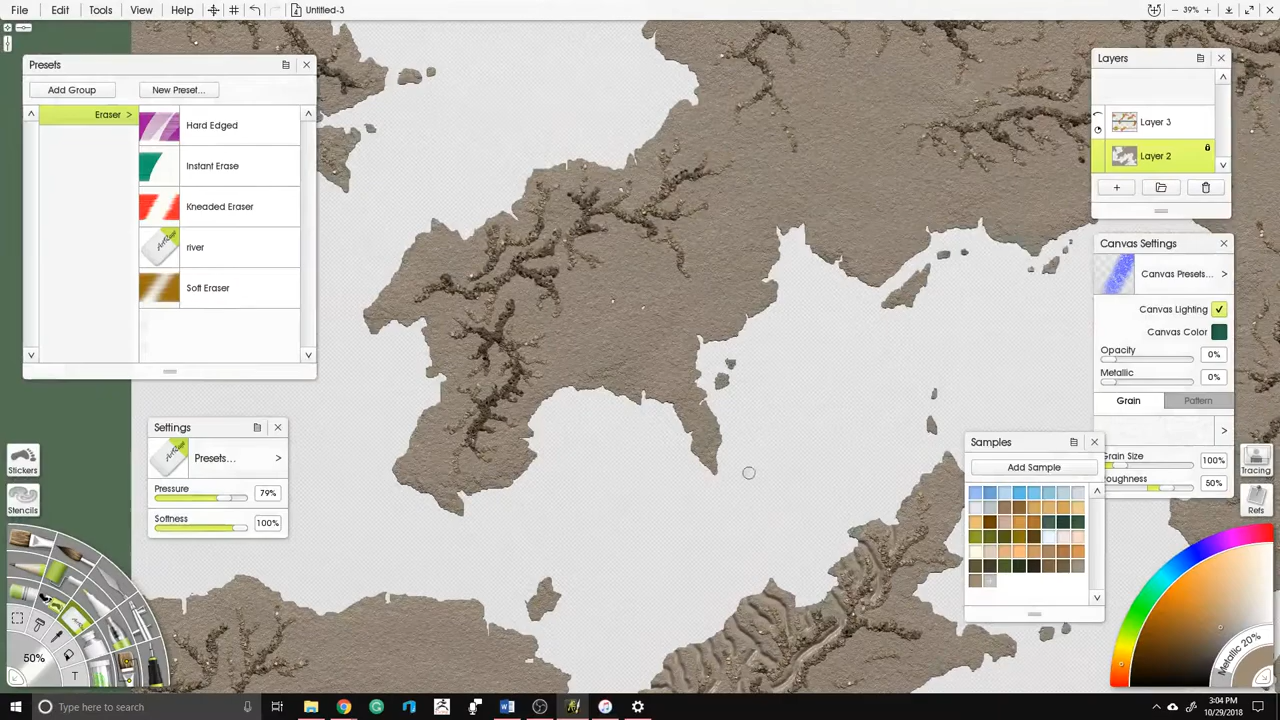 File Edit Tools View Help Untitled-3 39%
Presets
Add Group New Preset...
Eraser >
Hard Edged
Instant Erase
Kneaded Eraser
river
Soft Eraser
Settings
Presets... >
Pressure 79%
Softness 100%
Stickers
Stencils
50%
T
Layers
Layer 3
Layer 2
Canvas Settings
Canvas Presets... >
Canvas Lighting
Canvas Color
Opacity 0%
Metallic 0%
Grain Pattern
Grain Size 100%
Roughness 50%
Samples
Add Sample
Tracing
Refs
Metallic 20%
Type here to search
3:04 PM
10/29/2018